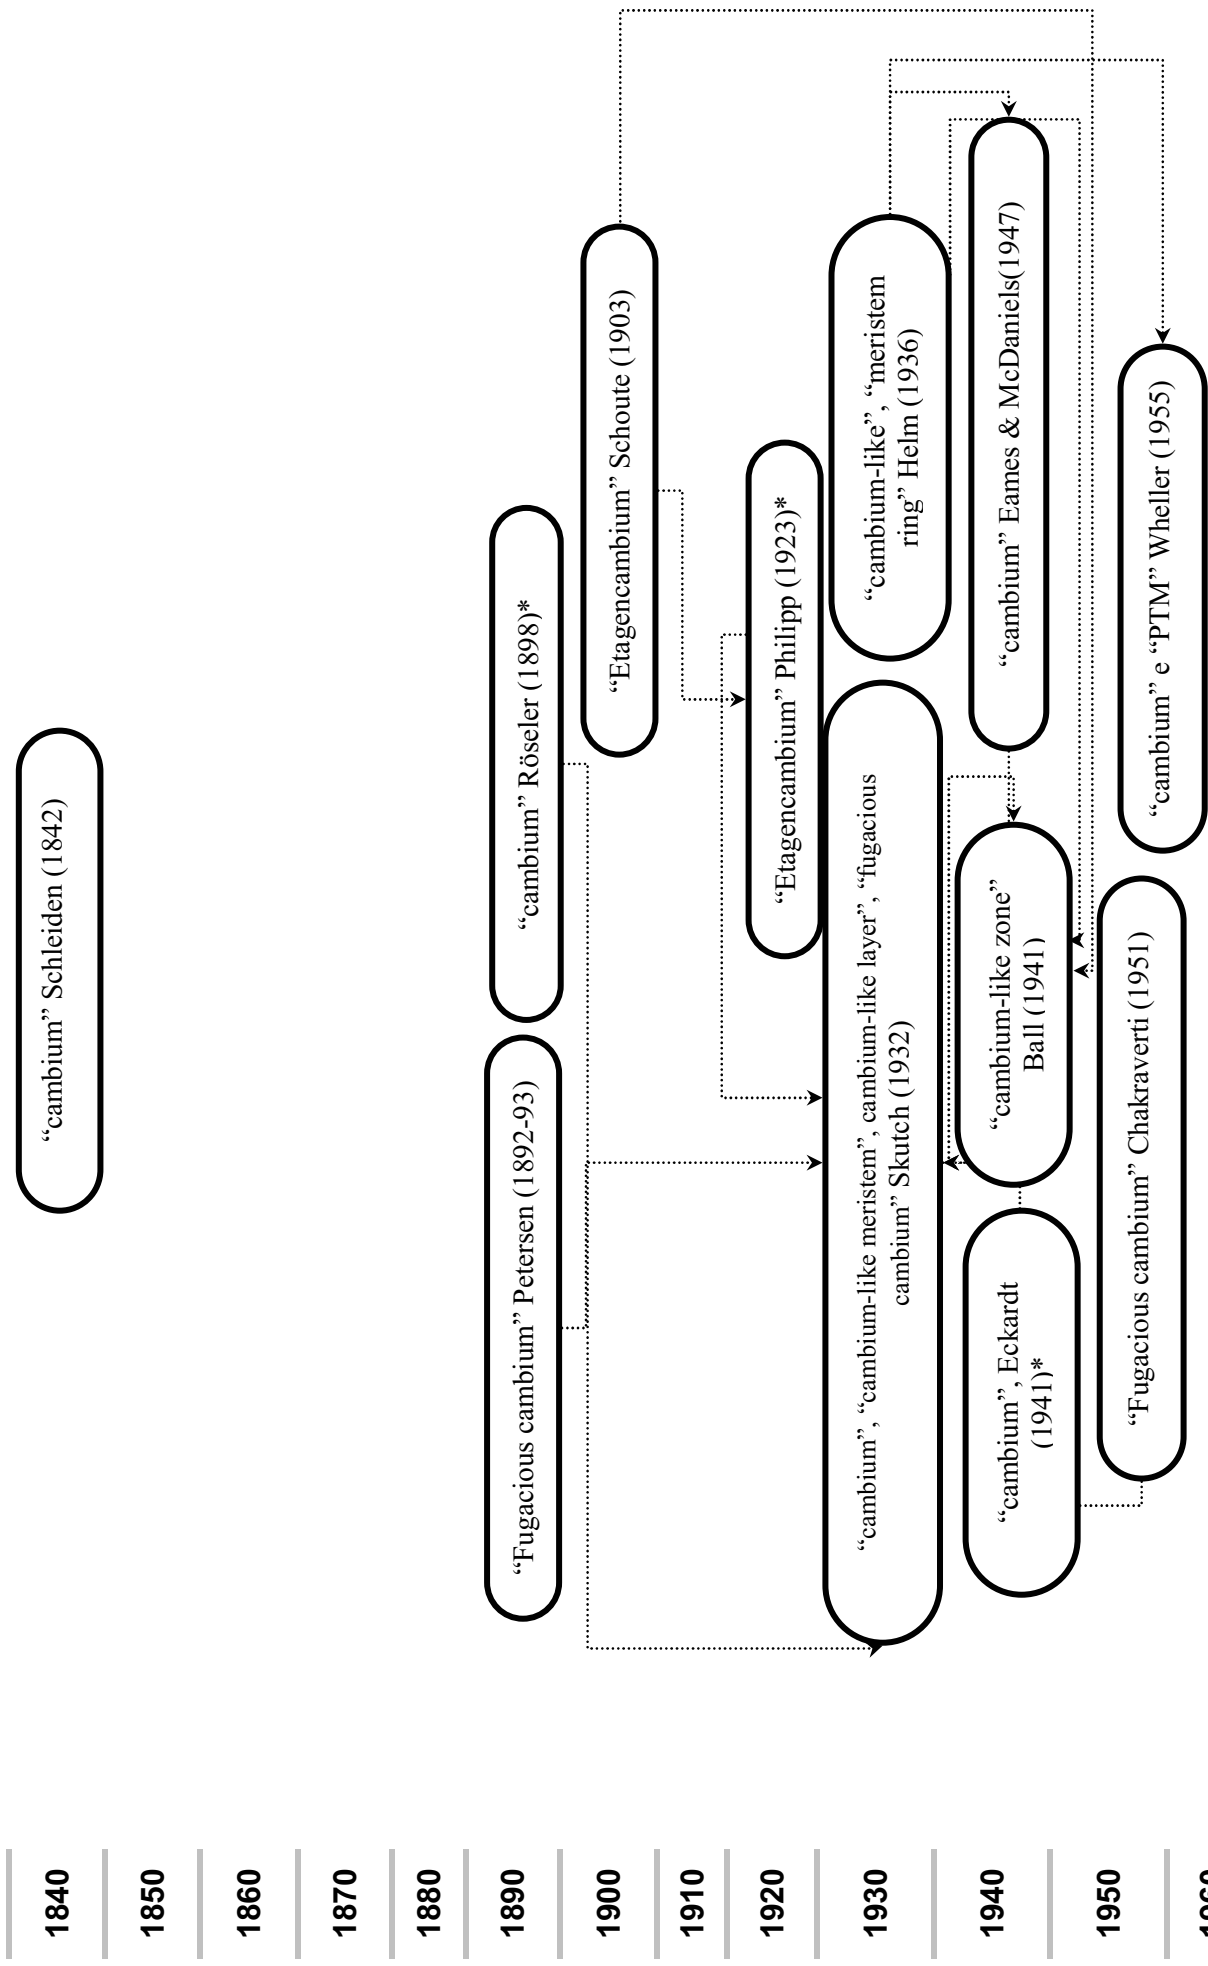 1840
1850
1860
1870
1880
1890
1900
1910
1920
1930
1940
1950
1960
“cambium” Schleiden (1842)
“Fugacious cambium” Petersen (1892-93)
“cambium” Röseler (1898)*
“Etagencambium” Schoute (1903)
“Etagencambium” Philipp (1923)*
“cambium”, “cambium-like meristem”, cambium-like layer”, “fugacious
cambium” Skutch (1932)
“cambium-like”, “meristem
ring” Helm (1936)
“cambium”, Eckardt
(1941)*
“cambium-like zone”
Ball (1941)
“cambium” Eames & McDaniels(1947)
“Fugacious cambium” Chakraverti (1951)
“cambium” e “PTM” Wheller (1955)